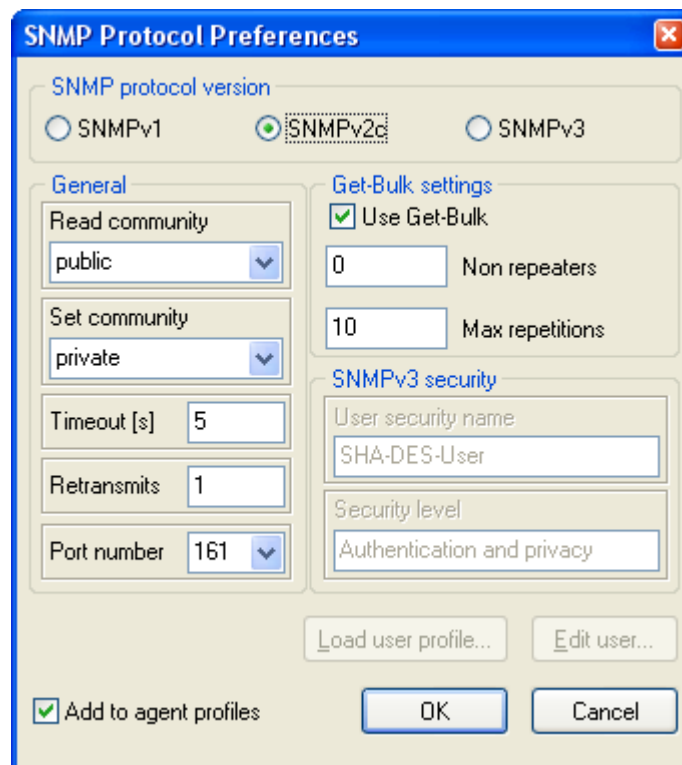 SNMP Protocol Preferences
SNMP protocol version
SNMPv1
SNMPv2c
SNMPv3
General
Read community
public
Set community
private
Timeout [s]
5
Retransmits
1
Port number
161
Get-Bulk settings
Use Get-Bulk
0
Non repeaters
10
Max repetitions
SNMPv3 security
User security name
SHA-DES-User
Security level
Authentication and privacy
Load user profile...
Edit user...
Add to agent profiles
OK
Cancel